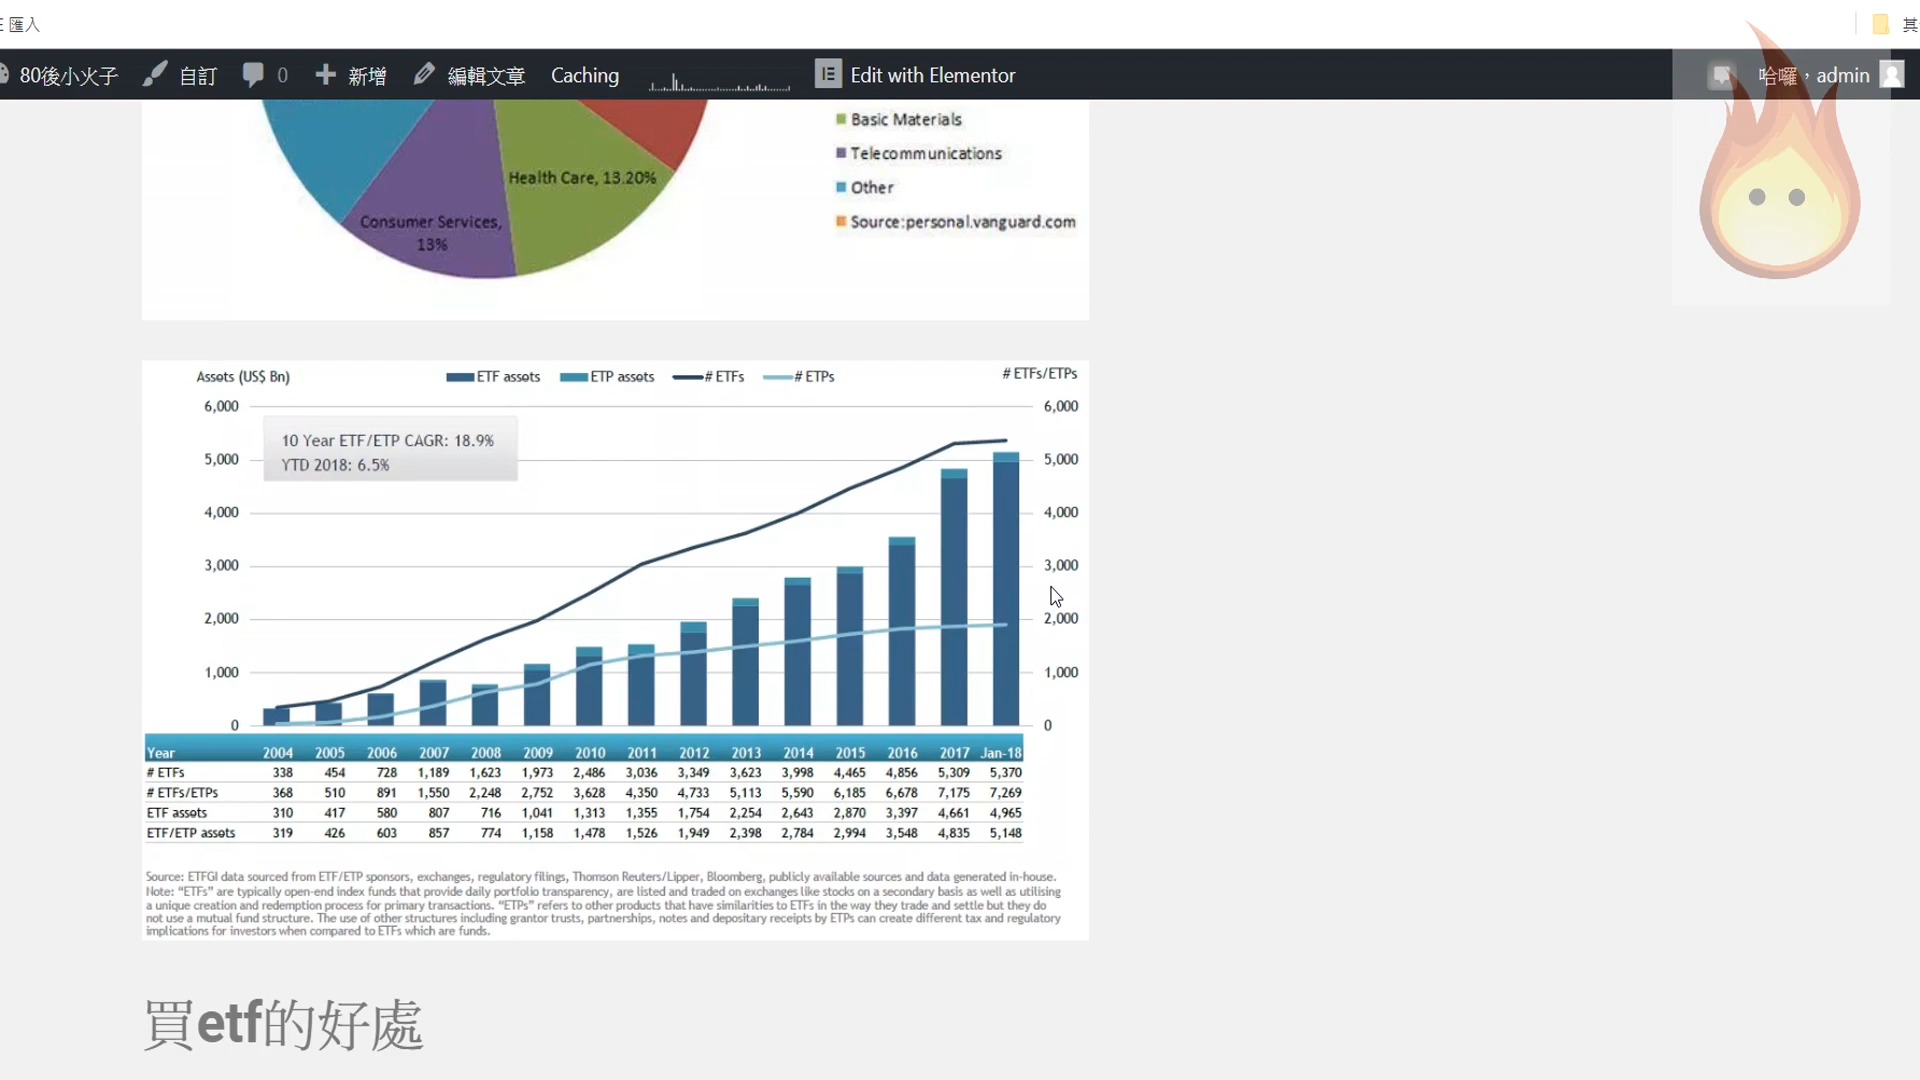 匯入
80後小火子 自訂 0 新增 編輯文章 Caching Edit with Elementor 哈囉，admin
Basic Materials
Telecommunications
Other
Source:personal.vanguard.com
Health Care, 13.20%
Consumer Services,
13%
Assets (US$ Bn) ETF assets ETP assets # ETFs # ETPs # ETFs/ETPs
6,000 6,000
10 Year ETF/ETP CAGR: 18.9%
YTD 2018: 6.5%
5,000 5,000
4,000 4,000
3,000 3,000
2,000 2,000
1,000 1,000
0 0
Year 2004 2005 2006 2007 2008 2009 2010 2011 2012 2013 2014 2015 2016 2017 Jan-18
# ETFs 338 454 728 1,189 1,623 1,973 2,486 3,036 3,349 3,623 3,998 4,465 4,856 5,309 5,370
# ETFs/ETPs 368 510 891 1,550 2,248 2,752 3,628 4,350 4,733 5,113 5,590 6,185 6,678 7,175 7,269
ETF assets 310 417 580 807 716 1,041 1,313 1,355 1,754 2,254 2,643 2,870 3,397 4,661 4,965
ETF/ETP assets 319 426 603 857 774 1,158 1,478 1,526 1,949 2,398 2,784 2,994 3,548 4,835 5,148
Source: ETFGI data sourced from ETF/ETP sponsors, exchanges, regulatory filings, Thomson Reuters/Lipper, Bloomberg, publicly available sources and data generated in-house.
Note: “ETFs” are typically open-end index funds that provide daily portfolio transparency, are listed and traded on exchanges like stocks on a secondary basis as well as utilising
a unique creation and redemption process for primary transactions. “ETPs” refers to other products that have similarities to ETFs in the way they trade and settle but they do
not use a mutual fund structure. The use of other structures including grantor trusts, partnerships, notes and depositary receipts by ETPs can create different tax and regulatory
implications for investors when compared to ETFs which are funds.
買etf的好處